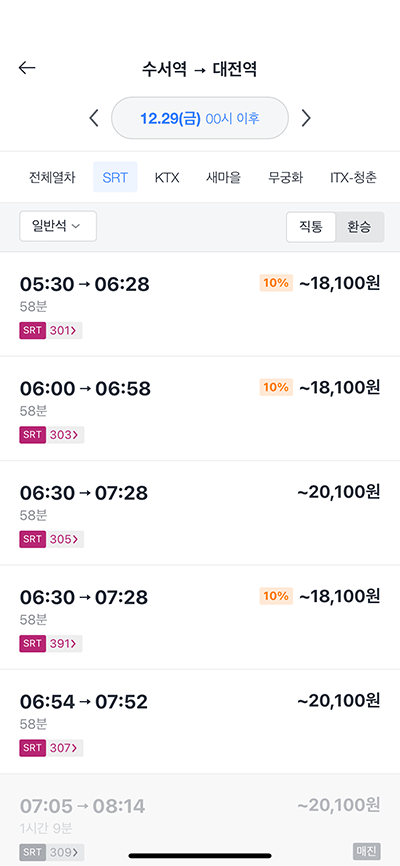 수서역 → 대전역
12.29(금) 00시 이후
전체열차 SRT KTX 새마을 무궁화 ITX-청춘
일반석 직통 환승
05:30 → 06:28 10% ~18,100원
58분
SRT 301
06:00 → 06:58 10% ~18,100원
58분
SRT 303
06:30 → 07:28 ~20,100원
58분
SRT 305
06:30 → 07:28 10% ~18,100원
58분
SRT 391
06:54 → 07:52 ~20,100원
58분
SRT 307
07:05 → 08:14 ~20,100원
1시간 9분
SRT 309 매진